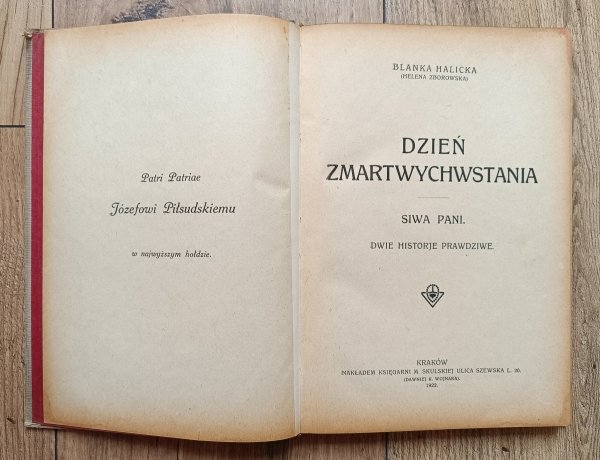 Patri Patriae
Józefowi Piłsudskiemu
w najwyższym hołdzie.
BLANKA HALICKA
(HELENA ZBOROWSKA)
DZIEŃ
ZMARTWYCHWSTANIA
SIWA PANI.
DWIE HISTORJE PRAWDZIWE.
KRAKÓW
NAKŁADEM KSIĘGARNI M. SKULSKIEJ ULICA SZEWSKA L. 20.
(DAWNIEJ B. WOJNARA).
1922.